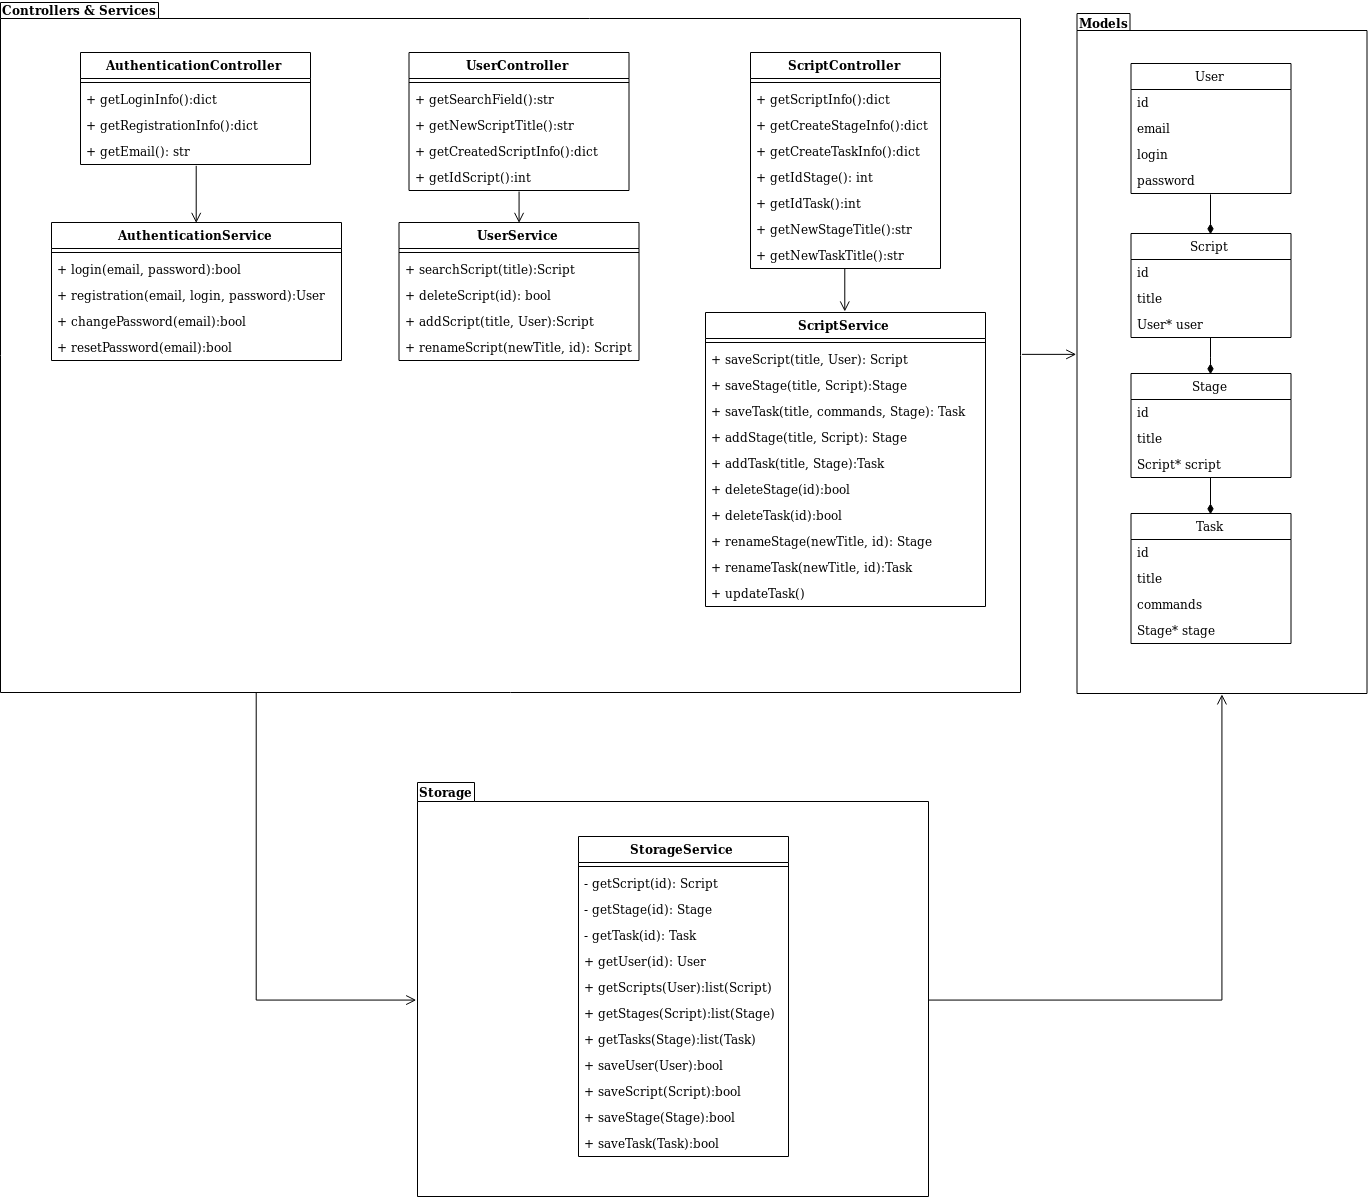 Controllers & Services
AuthenticationController
+ getLoginInfo():dict
+ getRegistrationInfo():dict
+ getEmail(): str
AuthenticationService
+ login(email, password):bool
+ registration(email, login, password):User
+ changePassword(email):bool
+ resetPassword(email):bool
UserController
+ getSearchField():str
+ getNewScriptTitle():str
+ getCreatedScriptInfo():dict
+ getIdScript():int
UserService
+ searchScript(title):Script
+ deleteScript(id): bool
+ addScript(title, User):Script
+ renameScript(newTitle, id): Script
ScriptController
+ getScriptInfo():dict
+ getCreateStageInfo():dict
+ getCreateTaskInfo():dict
+ getIdStage(): int
+ getIdTask():int
+ getNewStageTitle():str
+ getNewTaskTitle():str
ScriptService
+ saveScript(title, User): Script
+ saveStage(title, Script):Stage
+ saveTask(title, commands, Stage): Task
+ addStage(title, Script): Stage
+ addTask(title, Stage):Task
+ deleteStage(id):bool
+ deleteTask(id):bool
+ renameStage(newTitle, id): Stage
+ renameTask(newTitle, id):Task
+ updateTask()
Models
User
id
email
login
password
Script
id
title
User* user
Stage
id
title
Script* script
Task
id
title
commands
Stage* stage
Storage
StorageService
- getScript(id): Script
- getStage(id): Stage
- getTask(id): Task
+ getUser(id): User
+ getScripts(User):list(Script)
+ getStages(Script):list(Stage)
+ getTasks(Stage):list(Task)
+ saveUser(User):bool
+ saveScript(Script):bool
+ saveStage(Stage):bool
+ saveTask(Task):bool